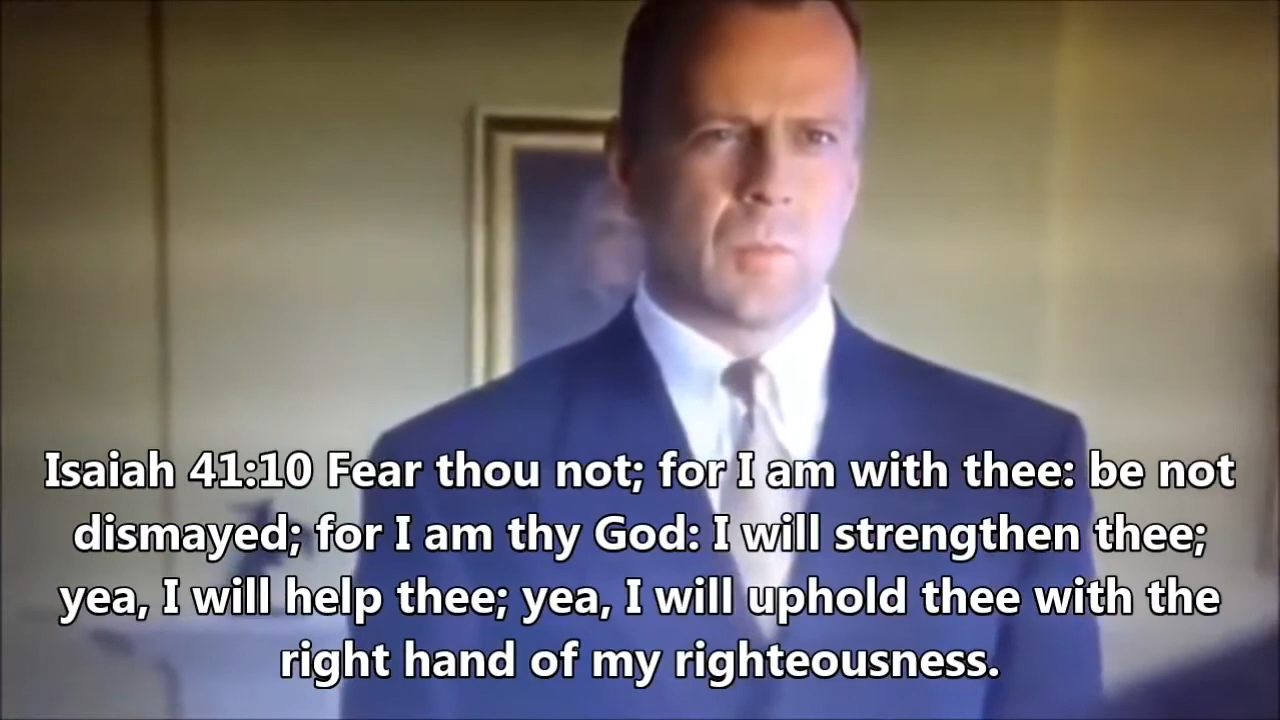 Isaiah 41:10 Fear thou not; for I am with thee: be not
dismayed; for I am thy God: I will strengthen thee;
yea, I will help thee; yea, I will uphold thee with the
right hand of my righteousness.